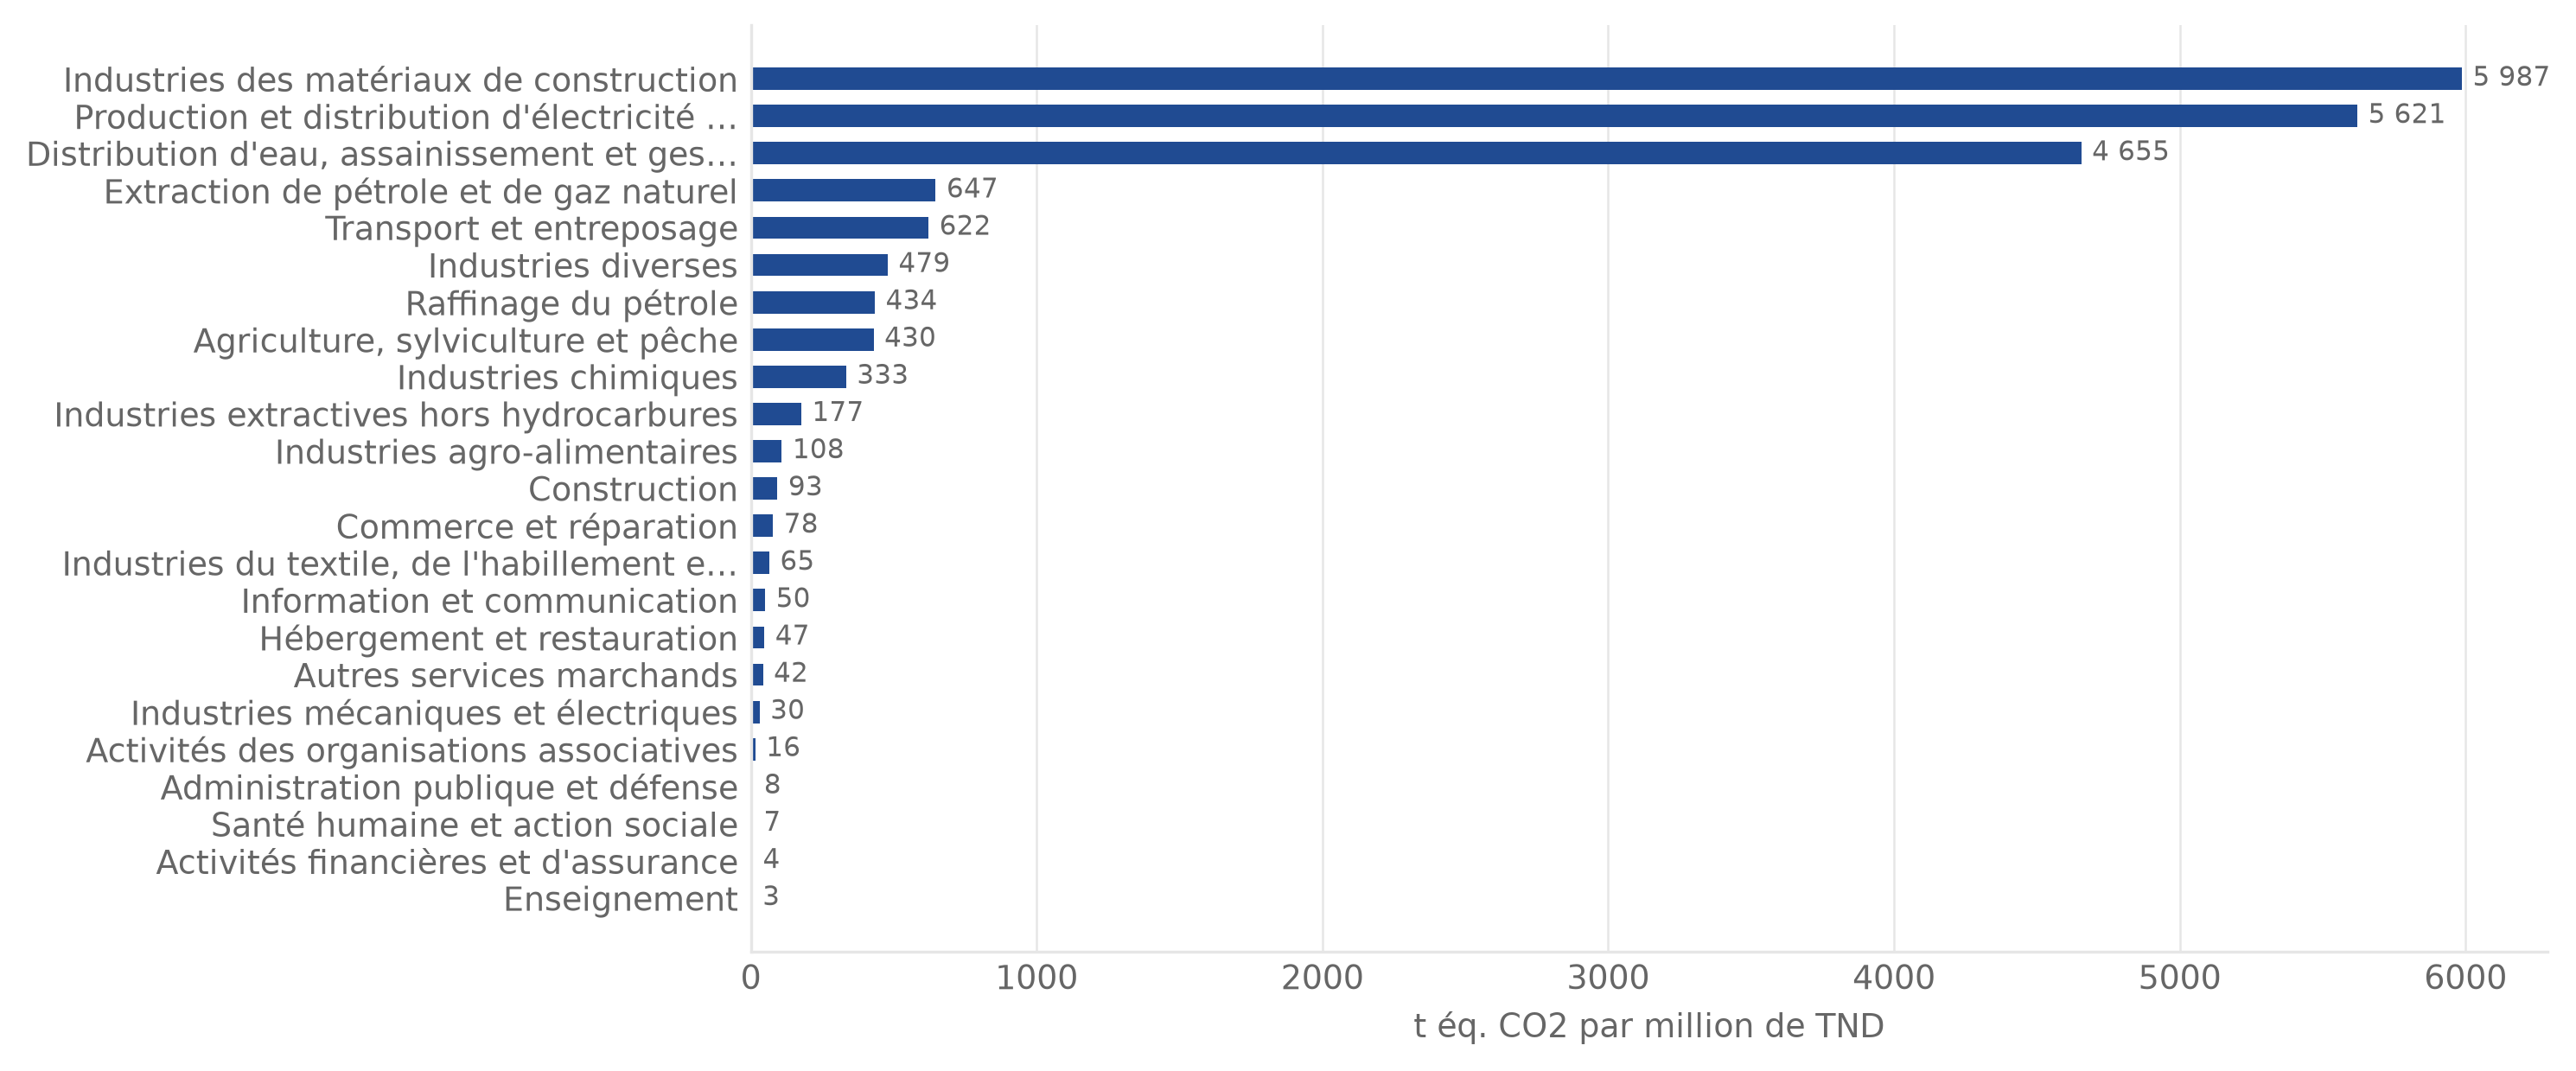 Industries des matériaux de construction 5 987
Production et distribution d'électricité ... 5 621
Distribution d'eau, assainissement et ges... 4 655
Extraction de pétrole et de gaz naturel 647
Transport et entreposage 622
Industries diverses 479
Raffinage du pétrole 434
Agriculture, sylviculture et pêche 430
Industries chimiques 333
Industries extractives hors hydrocarbures 177
Industries agro-alimentaires 108
Construction 93
Commerce et réparation 78
Industries du textile, de l'habillement e... 65
Information et communication 50
Hébergement et restauration 47
Autres services marchands 42
Industries mécaniques et électriques 30
Activités des organisations associatives 16
Administration publique et défense 8
Santé humaine et action sociale 7
Activités financières et d'assurance 4
Enseignement 3
0 1000 2000 3000 4000 5000 6000
t éq. CO2 par million de TND